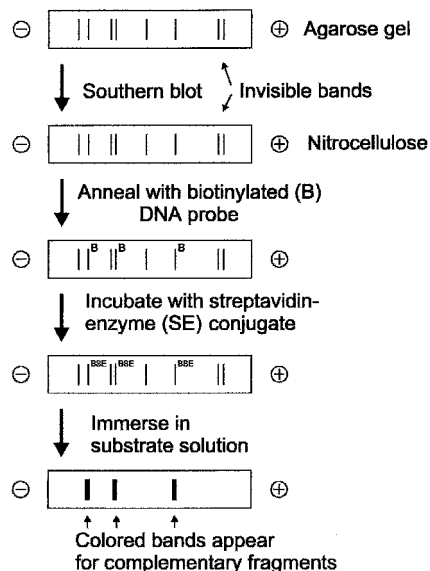 ⊖ ⊕ Agarose gel
Southern blot Invisible bands
⊖ ⊕ Nitrocellulose
Anneal with biotinylated (B)
DNA probe
B B B
⊖ ⊕
Incubate with streptavidin-
enzyme (SE) conjugate
BSE BSE BSE
⊖ ⊕
Immerse in
substrate solution
⊖ ⊕
Colored bands appear
for complementary fragments